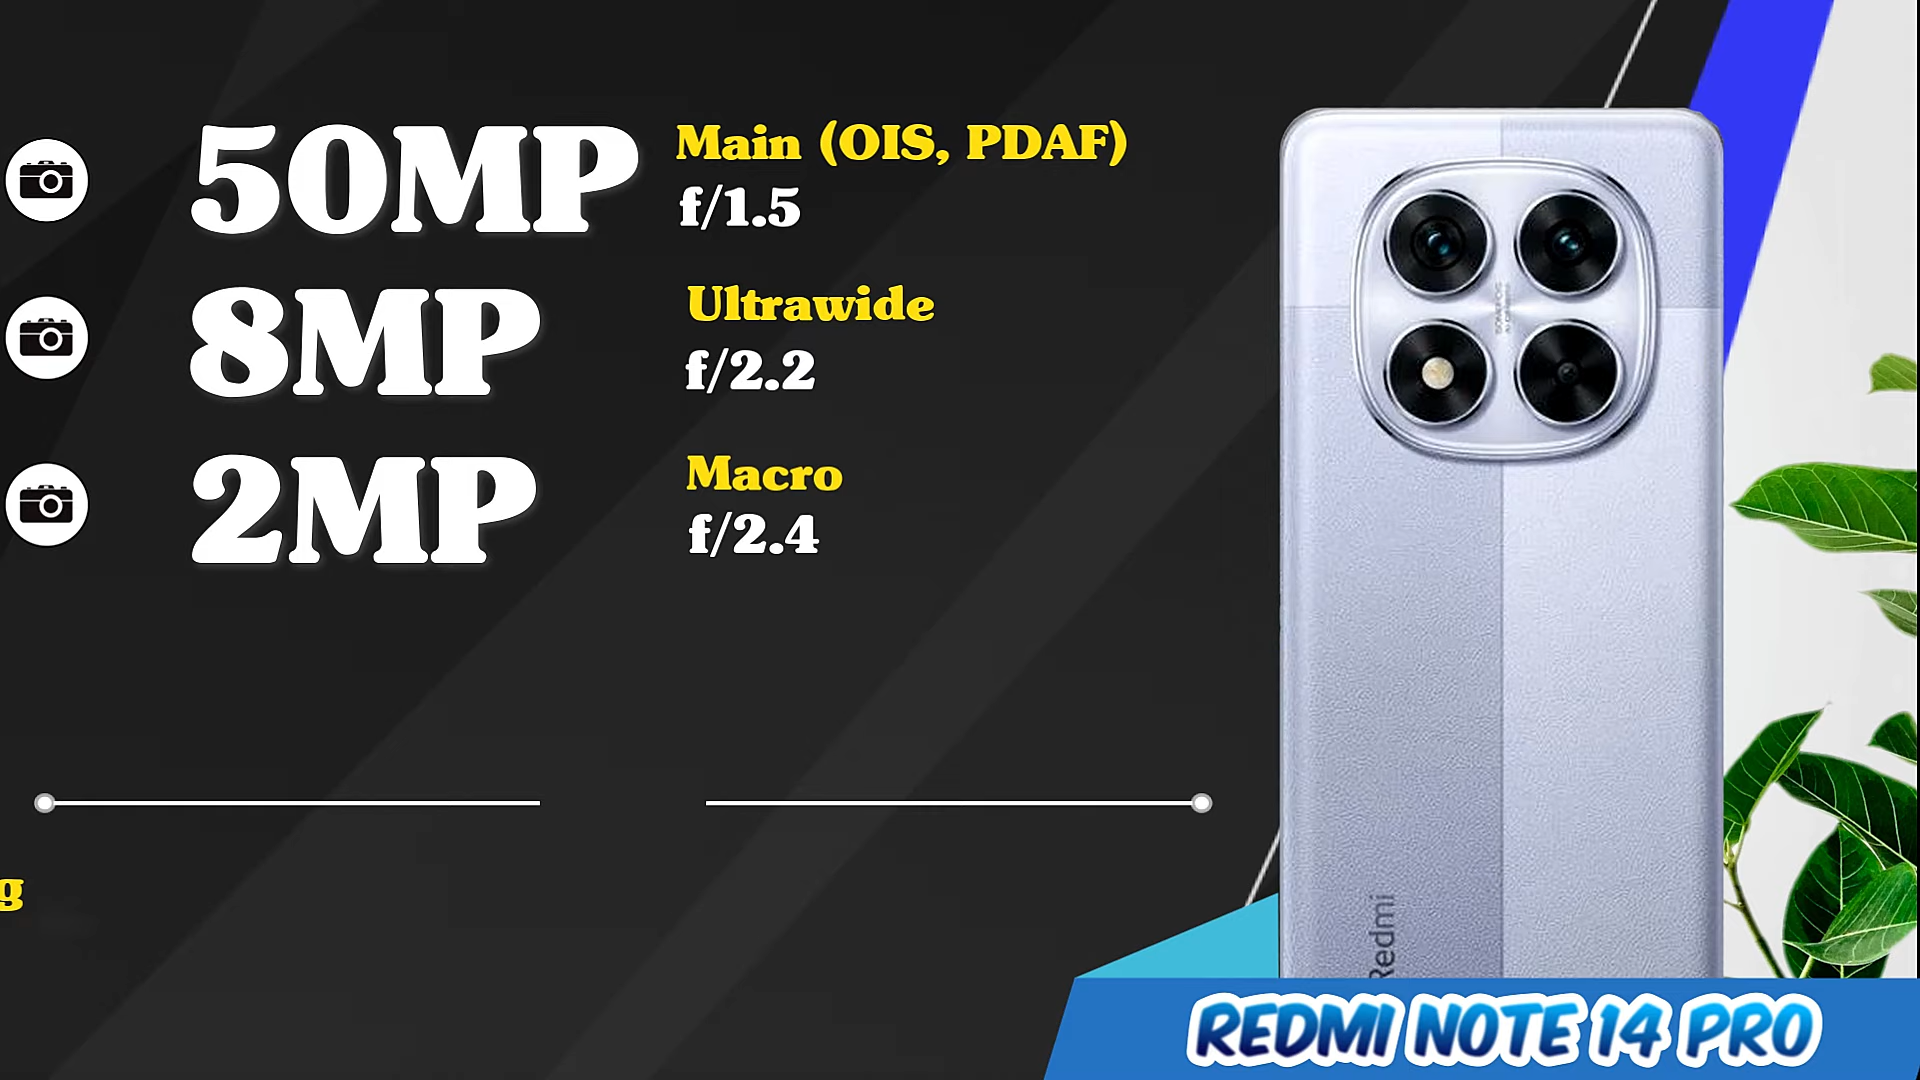 50MP
Main (OIS, PDAF)
f/1.5
8MP
Ultrawide
f/2.2
2MP
Macro
f/2.4
g
Redmi
REDMI NOTE 14 PRO